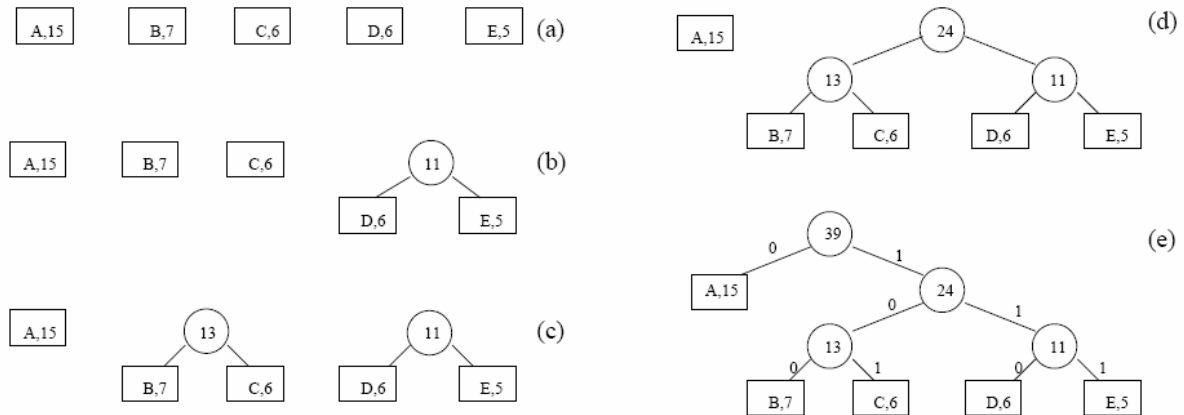 A,15 B,7 C,6 D,6 E,5 (a)
A,15 B,7 C,6 11 (b)
D,6 E,5
A,15 13 11 (c)
B,7 C,6 D,6 E,5
A,15 24 (d)
13 11
B,7 C,6 D,6 E,5
39 (e)
0 1
A,15 24
0 1
13 11
0 1 0 1
B,7 C,6 D,6 E,5